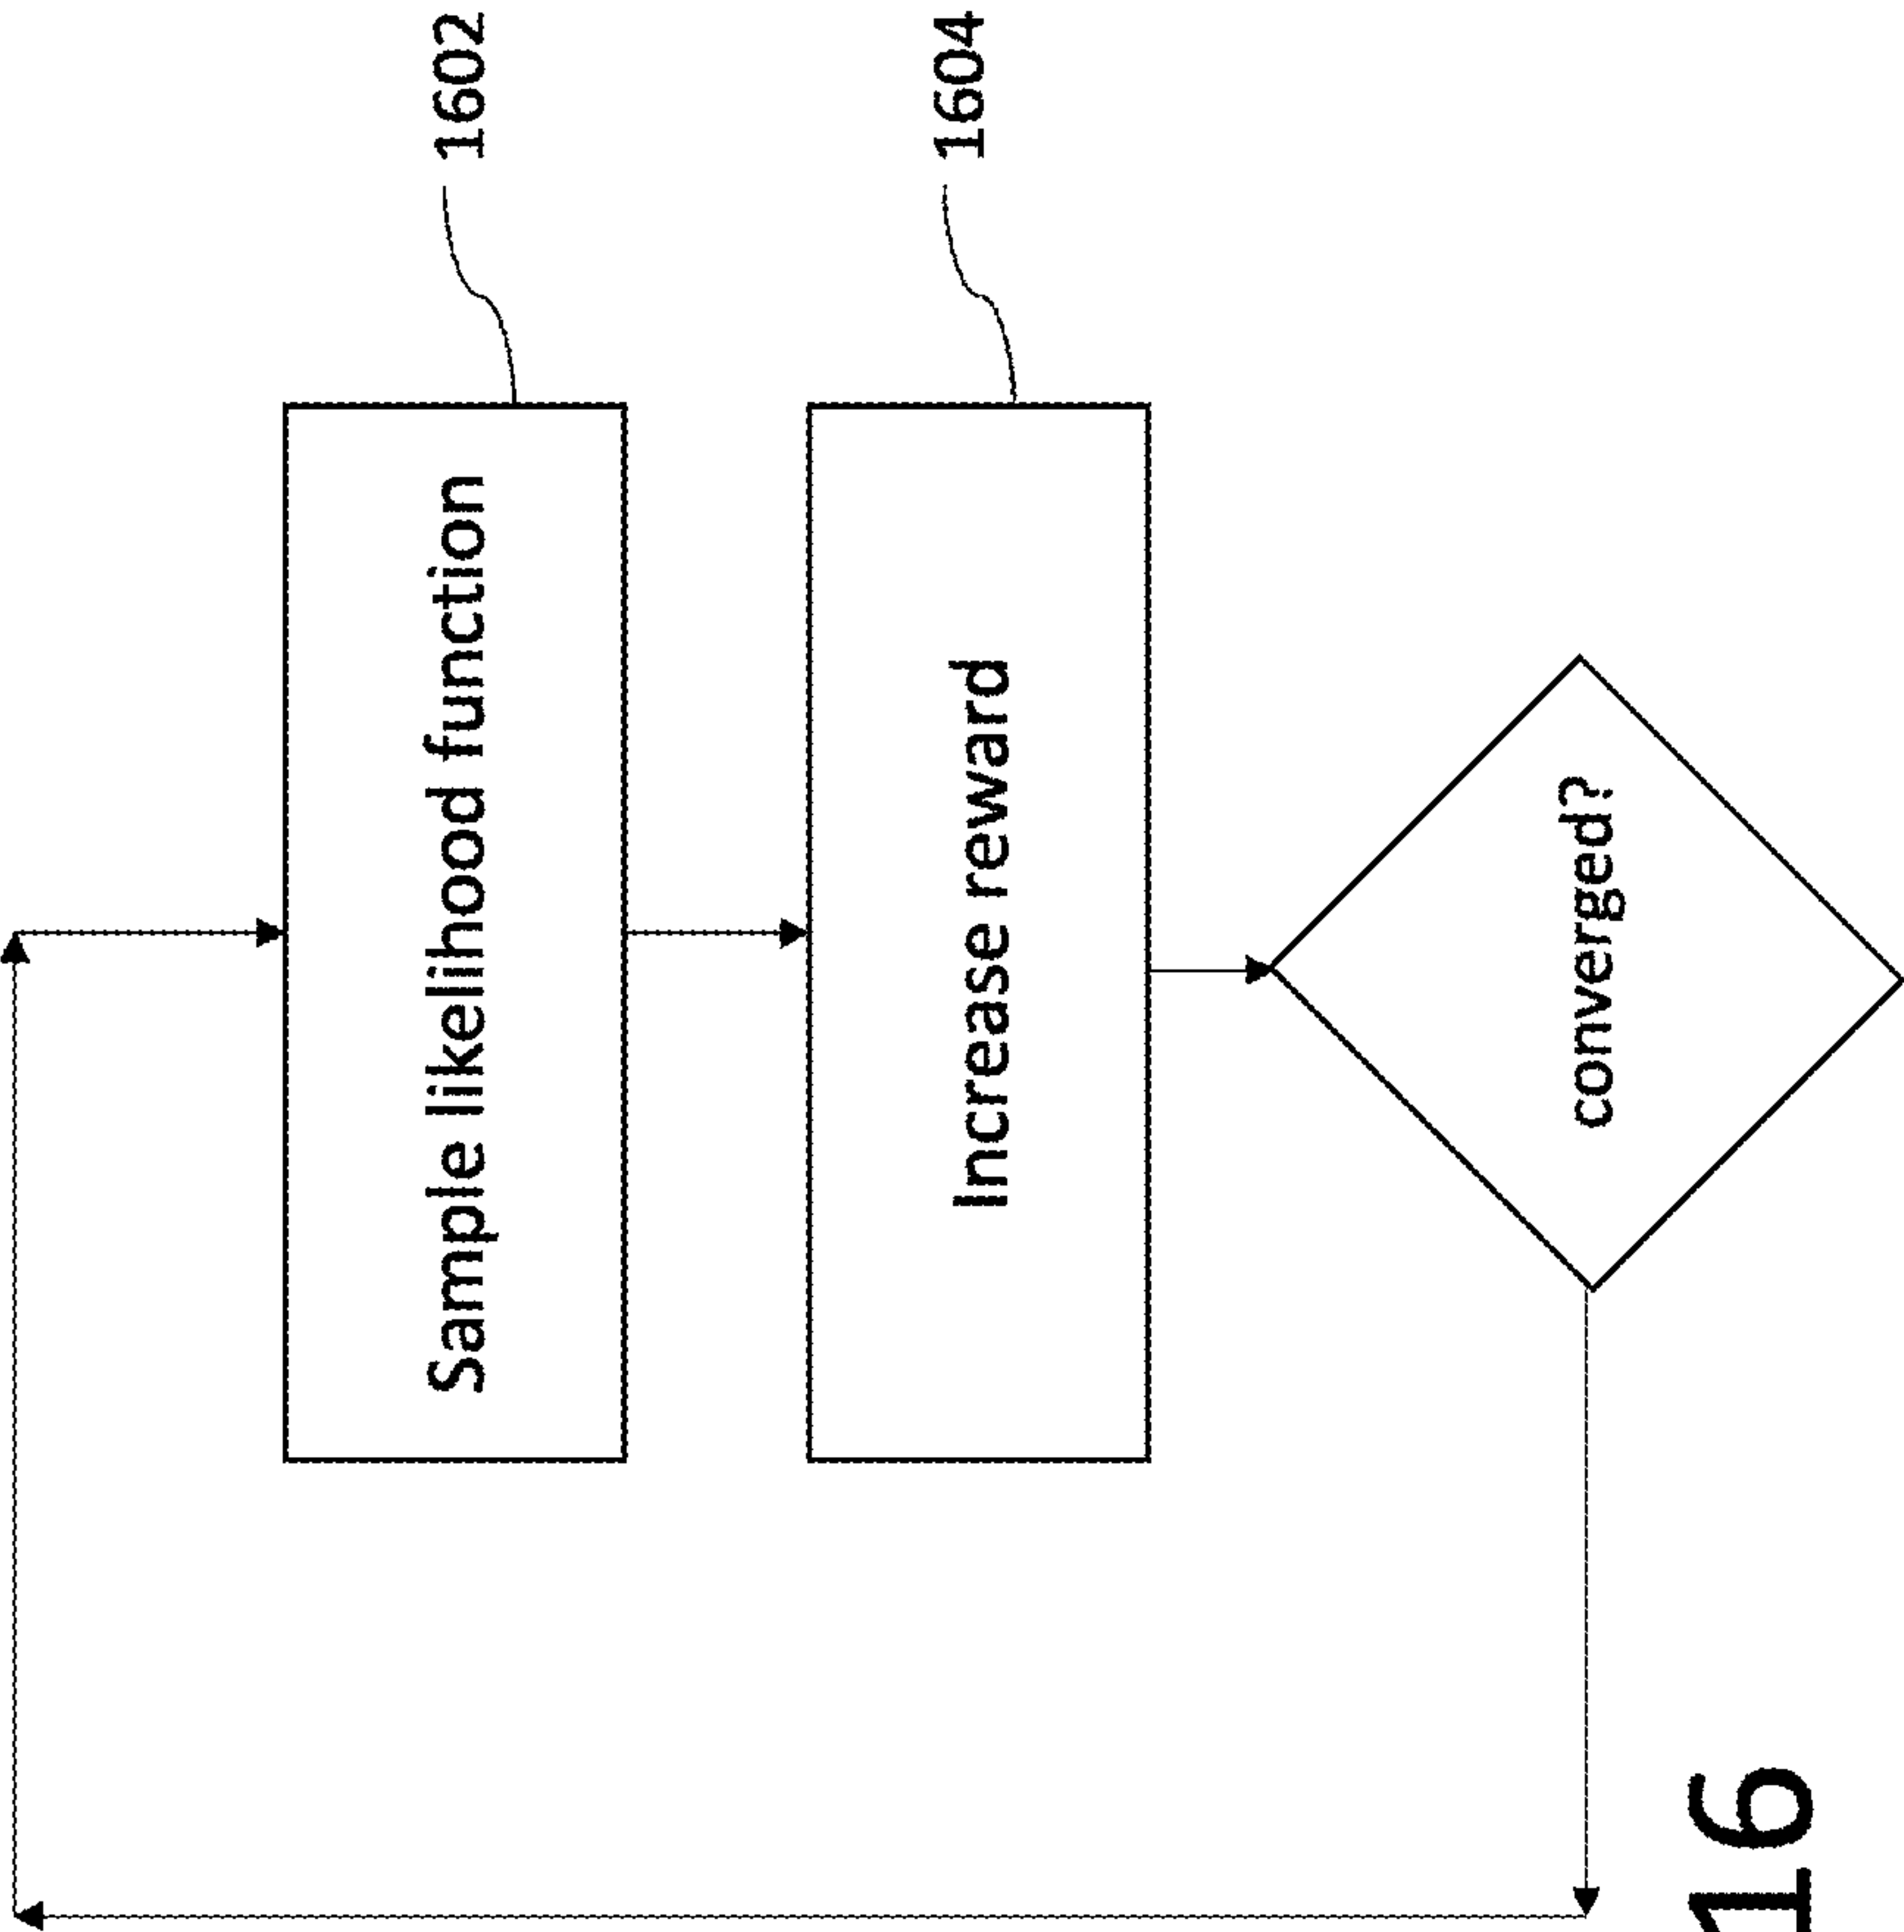 Sample likelihood function
1602
Increase reward
1604
converged?
16